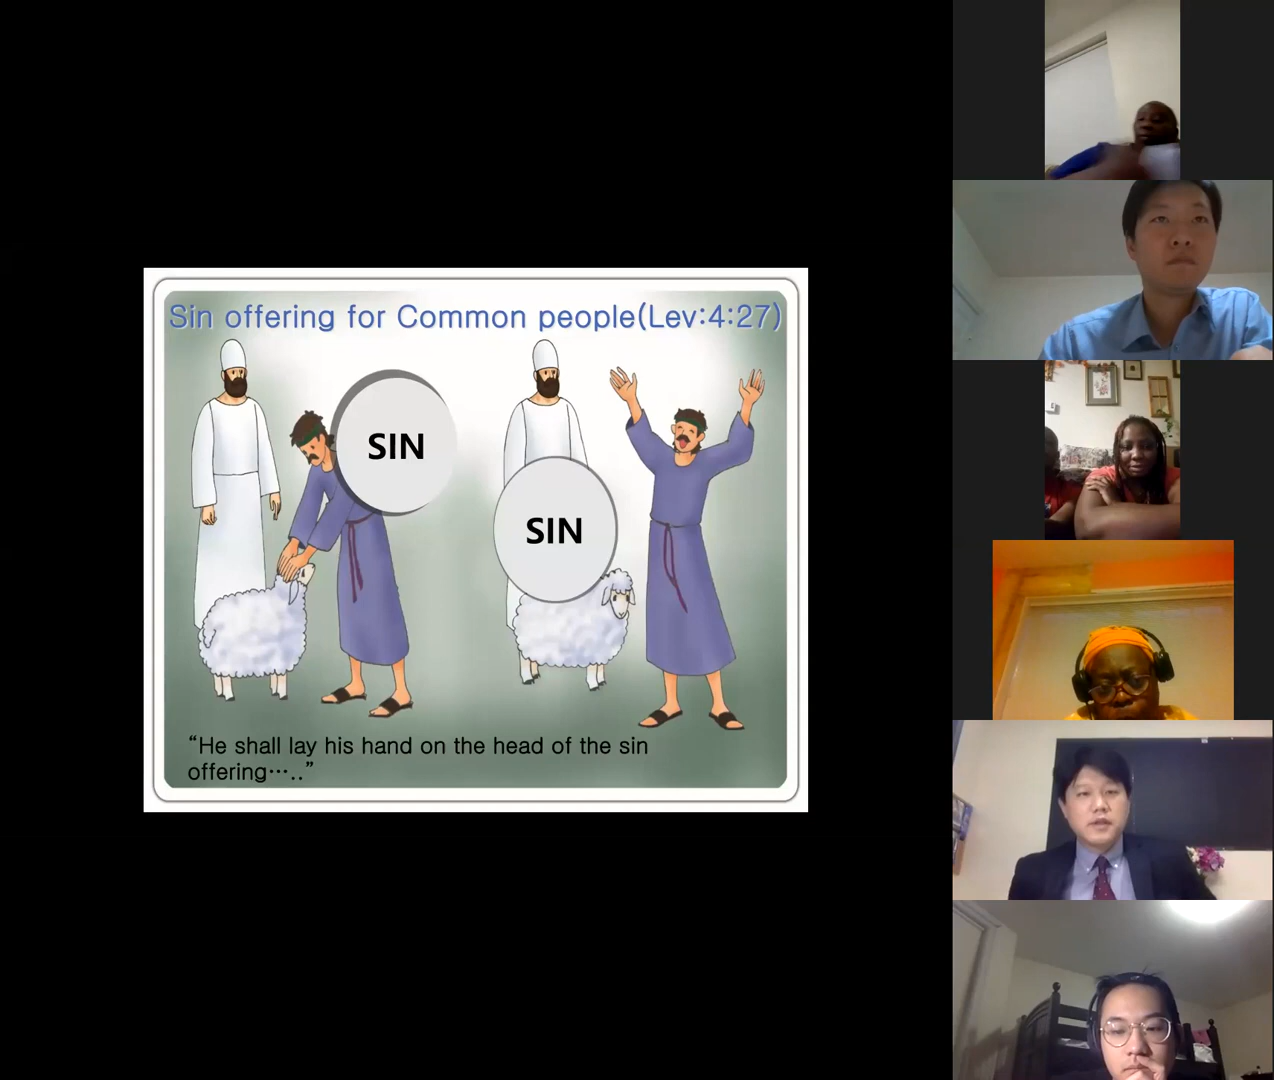 Sin offering for Common people(Lev:4:27)
SIN
SIN
“He shall lay his hand on the head of the sin
offering…..”